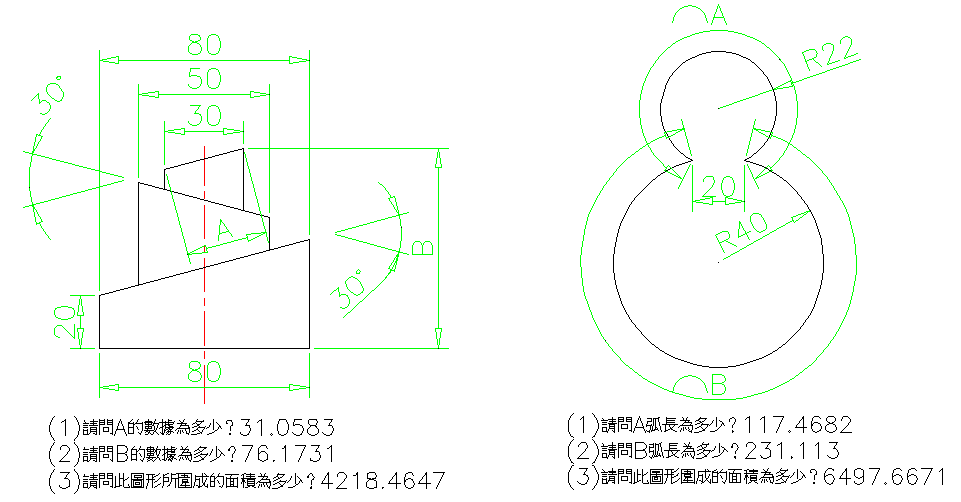 80
50
30
30°
A
B
30°
20
80
(1)請問A的數據為多少？31.0583
(2)請問B的數據為多少？76.1731
(3)請問此圖形所圍成的面積為多少？4218.4647
A
R22
20
R40
B
(1)請問A弧長為多少？117.4682
(2)請問B弧長為多少？231.113
(3)請問此圖形圍成的面積為多少？6497.6671